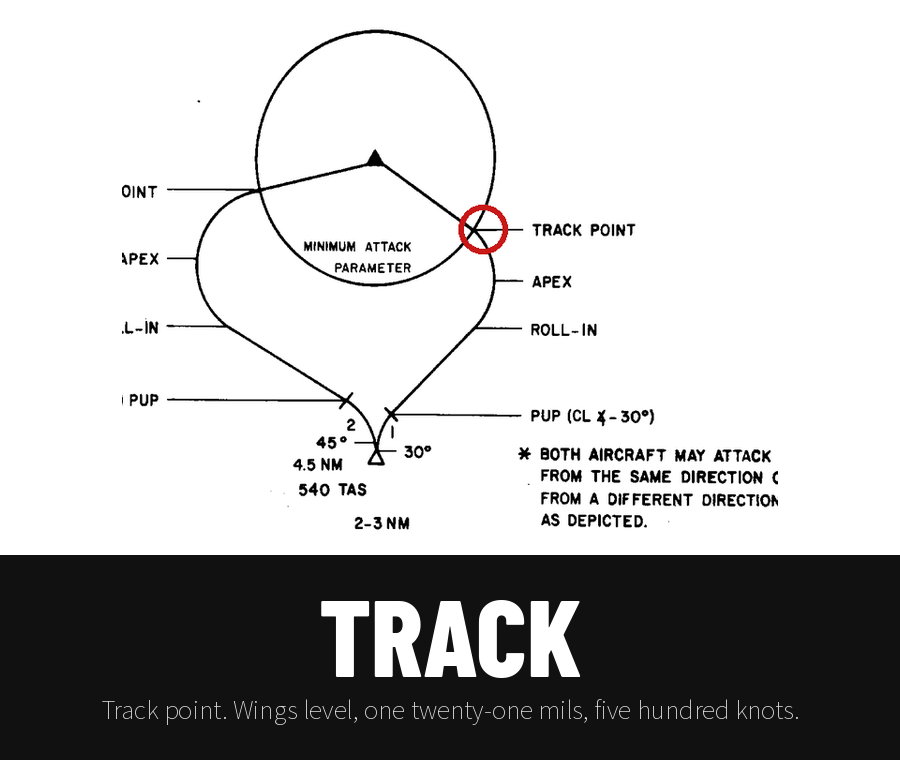 OINT
MINIMUM ATTACK
PARAMETER
TRACK POINT
APEX
APEX
LL-IN
ROLL-IN
PUP
PUP (CL ∡-30°)
2
1
45°
30°
4.5 NM
540 TAS
2-3 NM
* BOTH AIRCRAFT MAY ATTACK
FROM THE SAME DIRECTION
FROM A DIFFERENT DIRECTION
AS DEPICTED.
TRACK
Track point. Wings level, one twenty-one mils, five hundred knots.